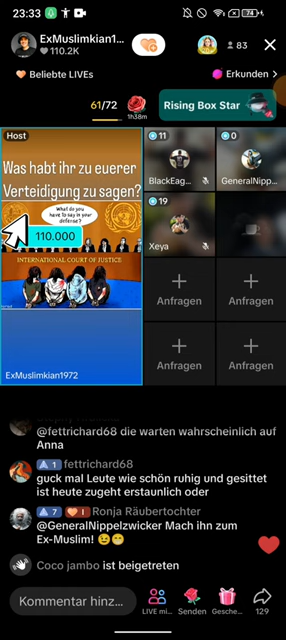 23:33
74
ExMuslimkian1...
110.2K
83
Beliebte LIVEs
Erkunden >
61/72
1h38m
Rising Box Star
Host
Was habt ihr zu euerer
Verteidigung zu sagen?
What do you
have to say in your
defense?
110.000
INTERNATIONAL COURT OF JUSTICE
ExMuslimkian1972
11
BlackEag...
0
GeneralNipp...
19
Xeya
Anfragen
Anfragen
Anfragen
Anfragen
@fettrichard68 die warten wahrscheinlich auf
Anna
1 fettrichard68
guck mal Leute wie schön ruhig und gesittet
ist heute zugeht erstaunlich oder
7 1 Ronja Räubertochter
@GeneralNippelzwicker Mach ihn zum
Ex-Muslim! 😉😁
Coco jambo ist beigetreten
Kommentar hinz...
LIVE mi...
Senden
Gesche...
129